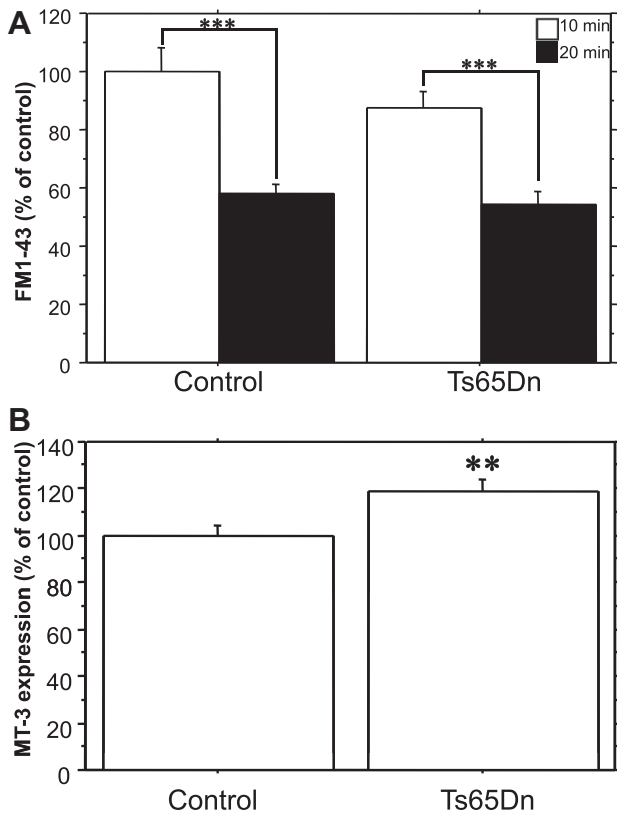 A
FM1-43 (% of control)
120
100
80
60
40
20
0
***
***
10 min
20 min
Control
Ts65Dn
B
MT-3 expression (% of control)
140
120
100
80
60
40
20
0
**
Control
Ts65Dn